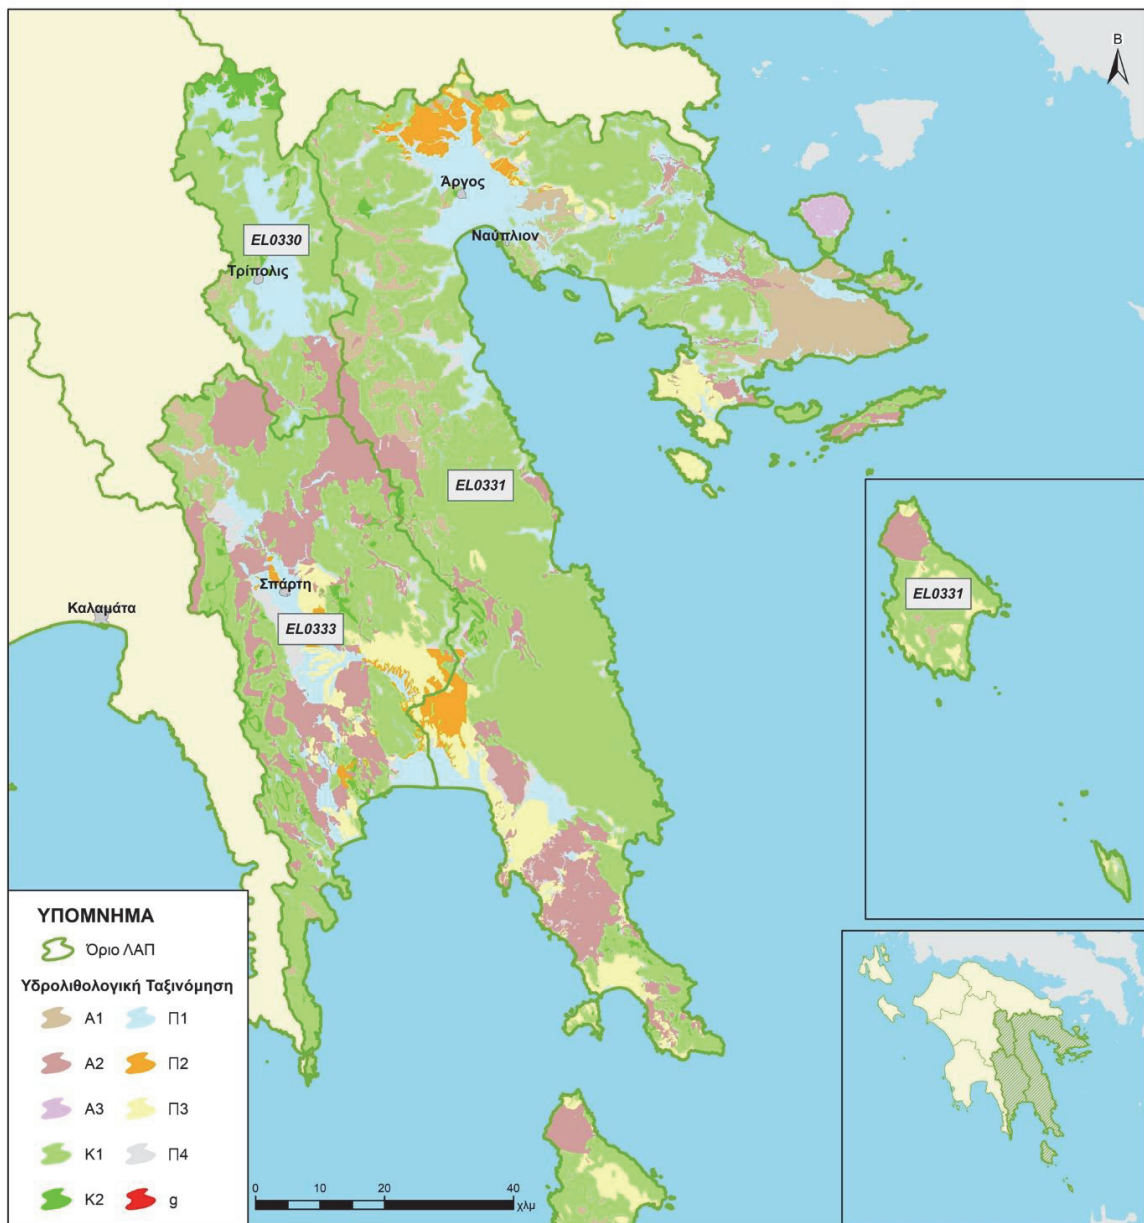 B
Άργος
Ναύπλιον
EL0330
Τρίπολις
EL0331
EL0331
Σπάρτη
Καλαμάτα
EL0333
ΥΠΟΜΝΗΜΑ
Όριο ΛΑΠ
Υδρολιθολογική Ταξινόμηση
Α1 Π1
Α2 Π2
Α3 Π3
Κ1 Π4
Κ2 g
0 10 20 40
χλμ